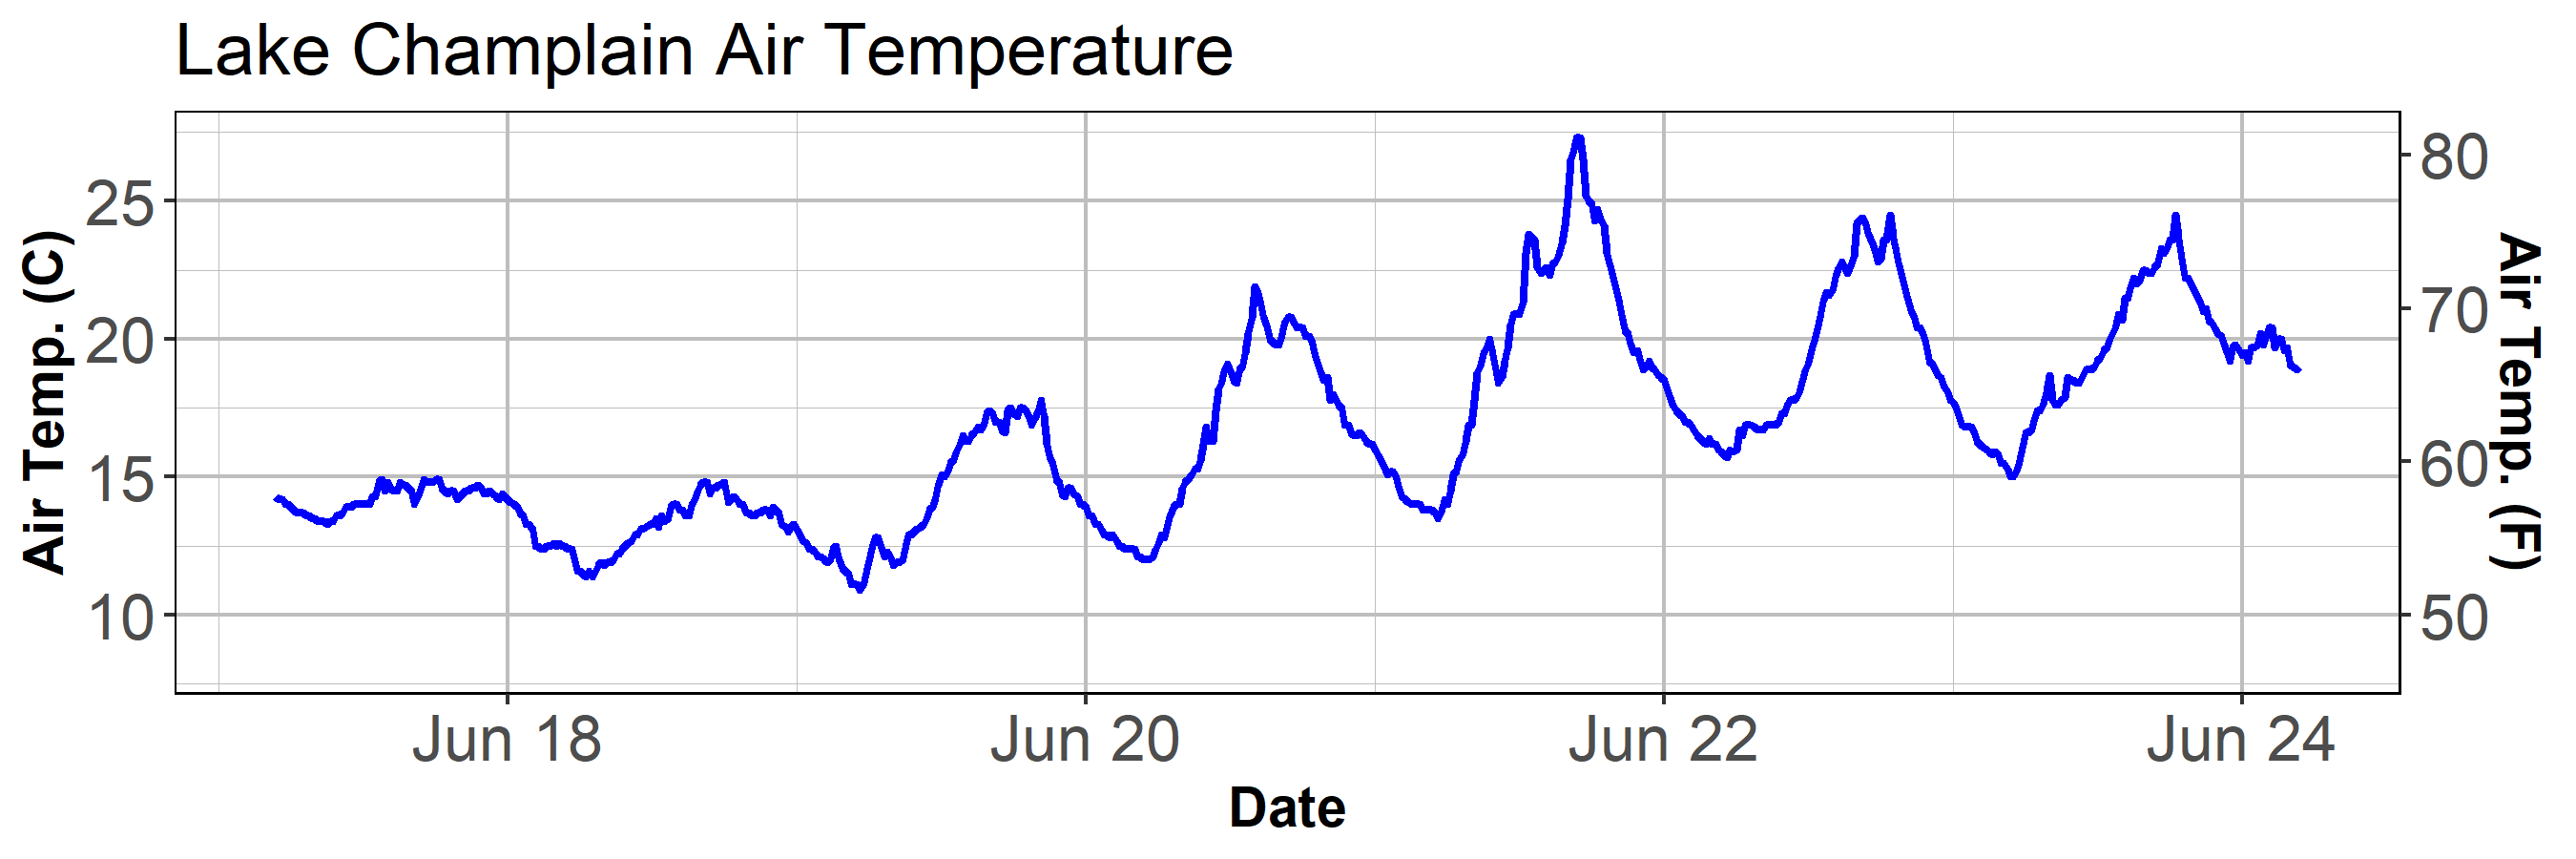 Lake Champlain Air Temperature
Air Temp. (C)
25
20
15
10
80
70
60
50
Air Temp. (F)
Jun 18
Jun 20
Jun 22
Jun 24
Date